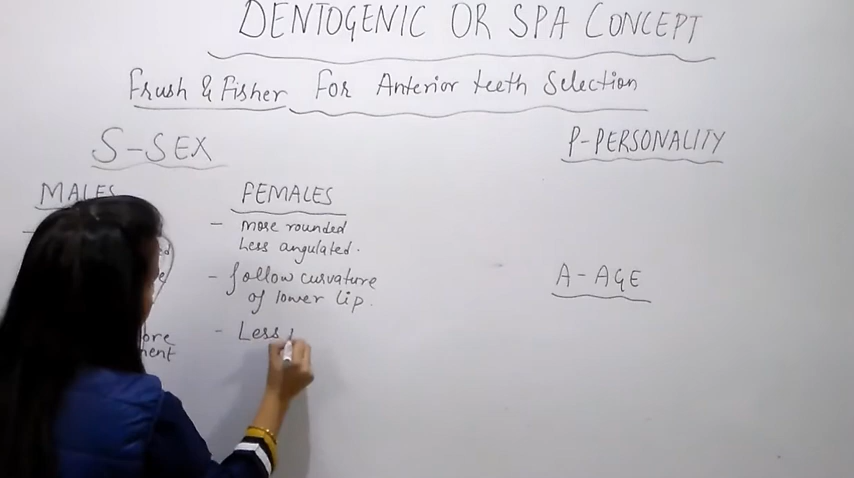 DENTOGENIC OR SPA CONCEPT
Frush & Fisher For Anterior teeth Selection
S-SEX
P-PERSONALITY
MALES
FEMALES
- More rounded
Less angulated.
- follow curvature
of lower lip.
- Less
A-AGE